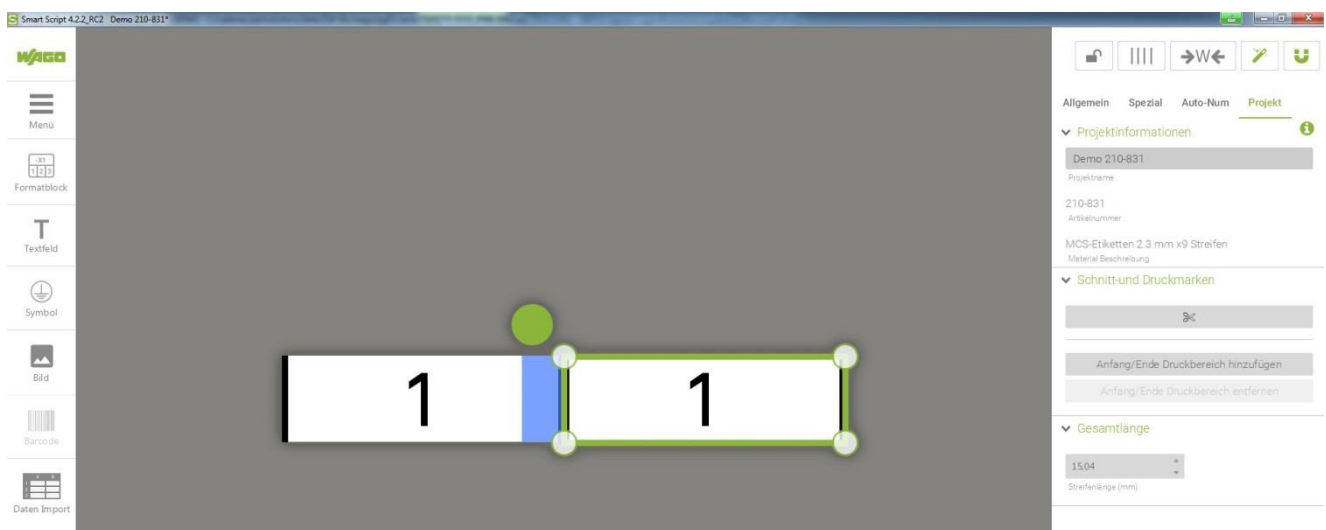 Smart Script 4.2.2_RC2 Demo 210-831*
WAGO
Menü
-X1
1 2 3
Formatblock
T
Textfeld
Symbol
Bild
Barcode
Daten Import
1
1
W
Allgemein Spezial Auto-Num Projekt
Projektinformationen
Demo 210-831
Projektname
210-831
Artikelnummer
MCS-Etiketten 2.3 mm x9 Streifen
Material Beschreibung
Schnitt-und Druckmarken
Anfang/Ende Druckbereich hinzufügen
Anfang/Ende Druckbereich entfernen
Gesamtlänge
15.04
Streifenlänge (mm)